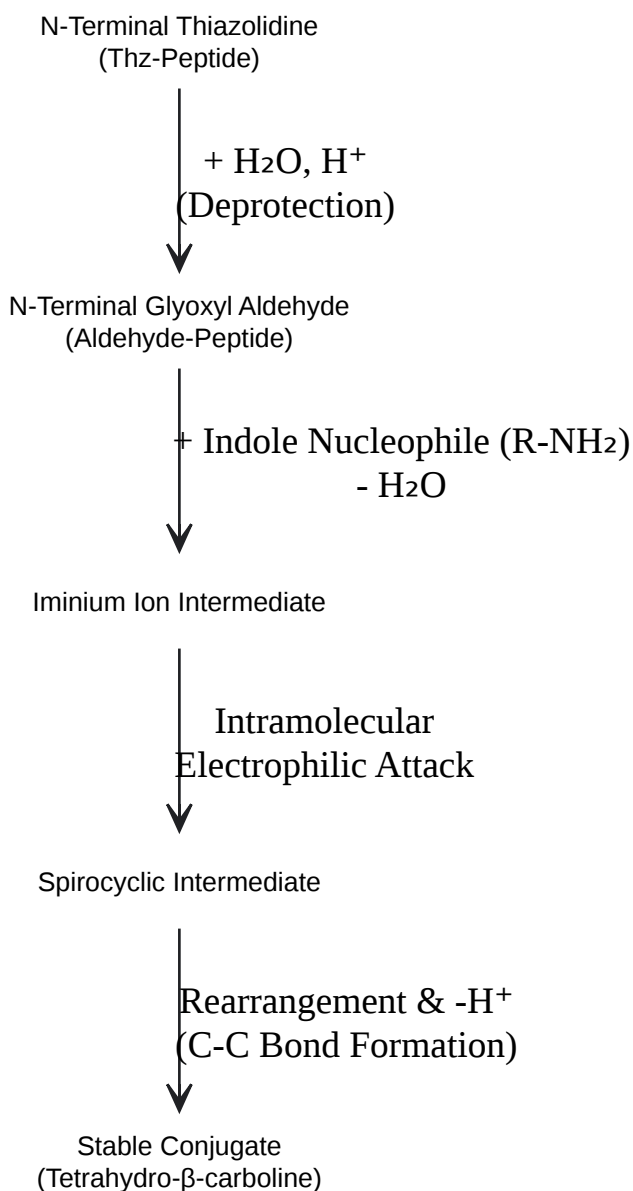 N-Terminal Thiazolidine
(Thz-Peptide)
+ H₂O, H⁺
(Deprotection)
N-Terminal Glyoxyl Aldehyde
(Aldehyde-Peptide)
+ Indole Nucleophile (R-NH₂)
- H₂O
Iminium Ion Intermediate
Intramolecular
Electrophilic Attack
Spirocyclic Intermediate
Rearrangement & -H⁺
(C-C Bond Formation)
Stable Conjugate
(Tetrahydro-β-carboline)